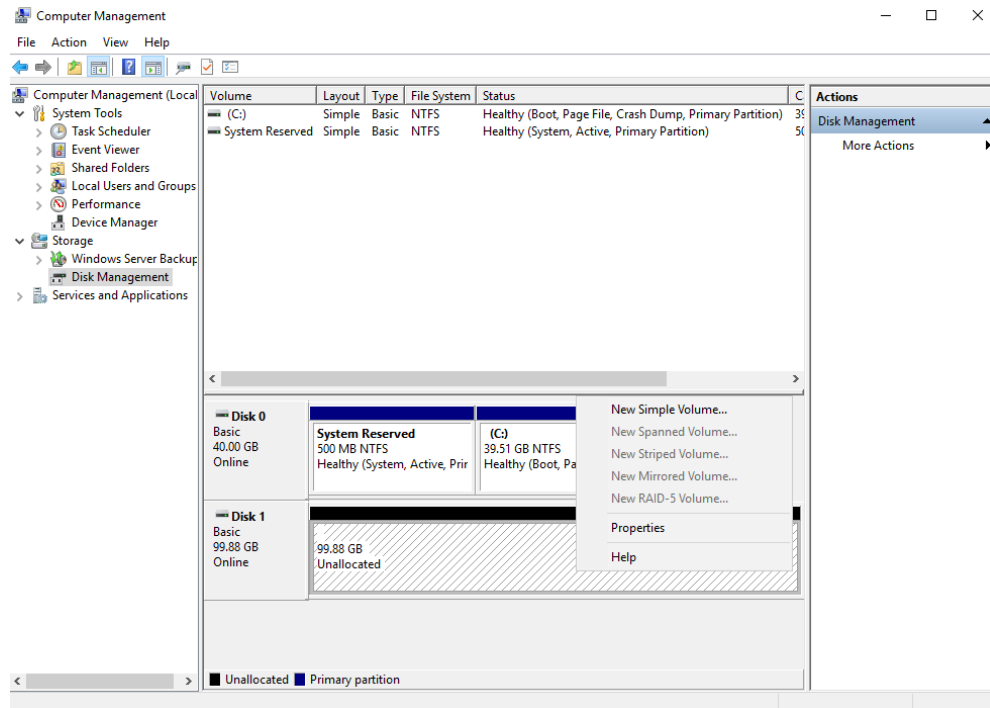 Computer Management
File Action View Help
Computer Management (Local
System Tools
Task Scheduler
Event Viewer
Shared Folders
Local Users and Groups
Performance
Device Manager
Storage
Windows Server Backup
Disk Management
Services and Applications
Volume Layout Type File System Status C
(C:) Simple Basic NTFS Healthy (Boot, Page File, Crash Dump, Primary Partition) 39
System Reserved Simple Basic NTFS Healthy (System, Active, Primary Partition) 50
Disk 0
Basic
40.00 GB
Online
System Reserved
500 MB NTFS
Healthy (System, Active, Prir
(C:)
39.51 GB NTFS
Healthy (Boot, Pa
Disk 1
Basic
99.88 GB
Online
99.88 GB
Unallocated
New Simple Volume...
New Spanned Volume...
New Striped Volume...
New Mirrored Volume...
New RAID-5 Volume...
Properties
Help
Unallocated Primary partition
Actions
Disk Management
More Actions